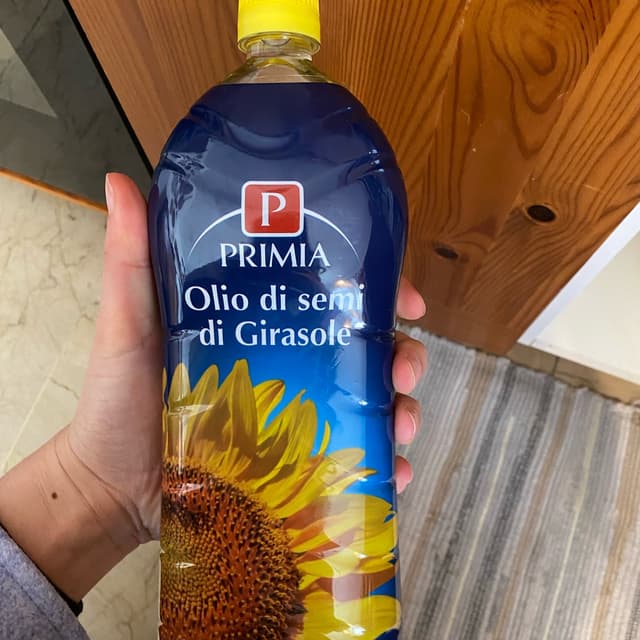 P
PRIMIA
Olio di semi
di Girasole